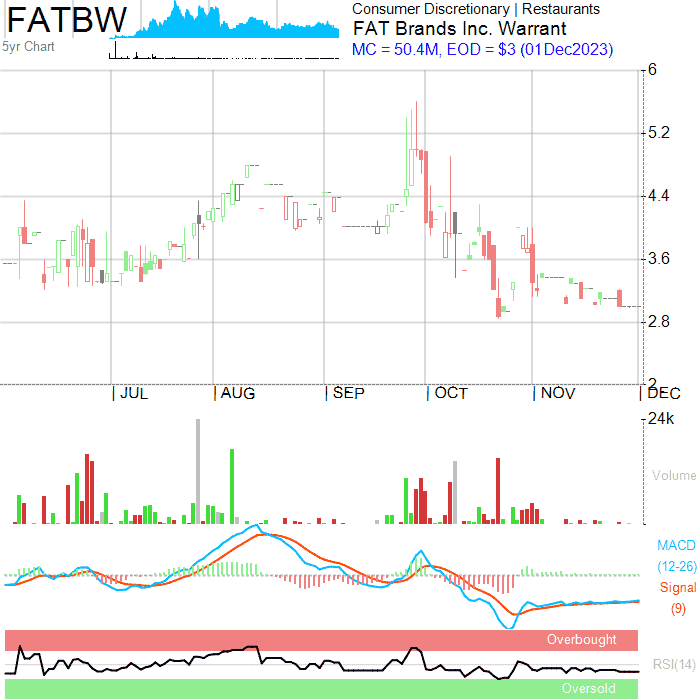 FATBW
5yr Chart
Consumer Discretionary | Restaurants
FAT Brands Inc. Warrant
MC = 50.4M, EOD = $3 (01Dec2023)
6
5.2
4.4
3.6
2.8
2
| JUL | AUG | SEP | OCT | NOV | DEC
24k
Volume
MACD
(12-26)
Signal
(9)
Overbought
RSI(14)
Oversold